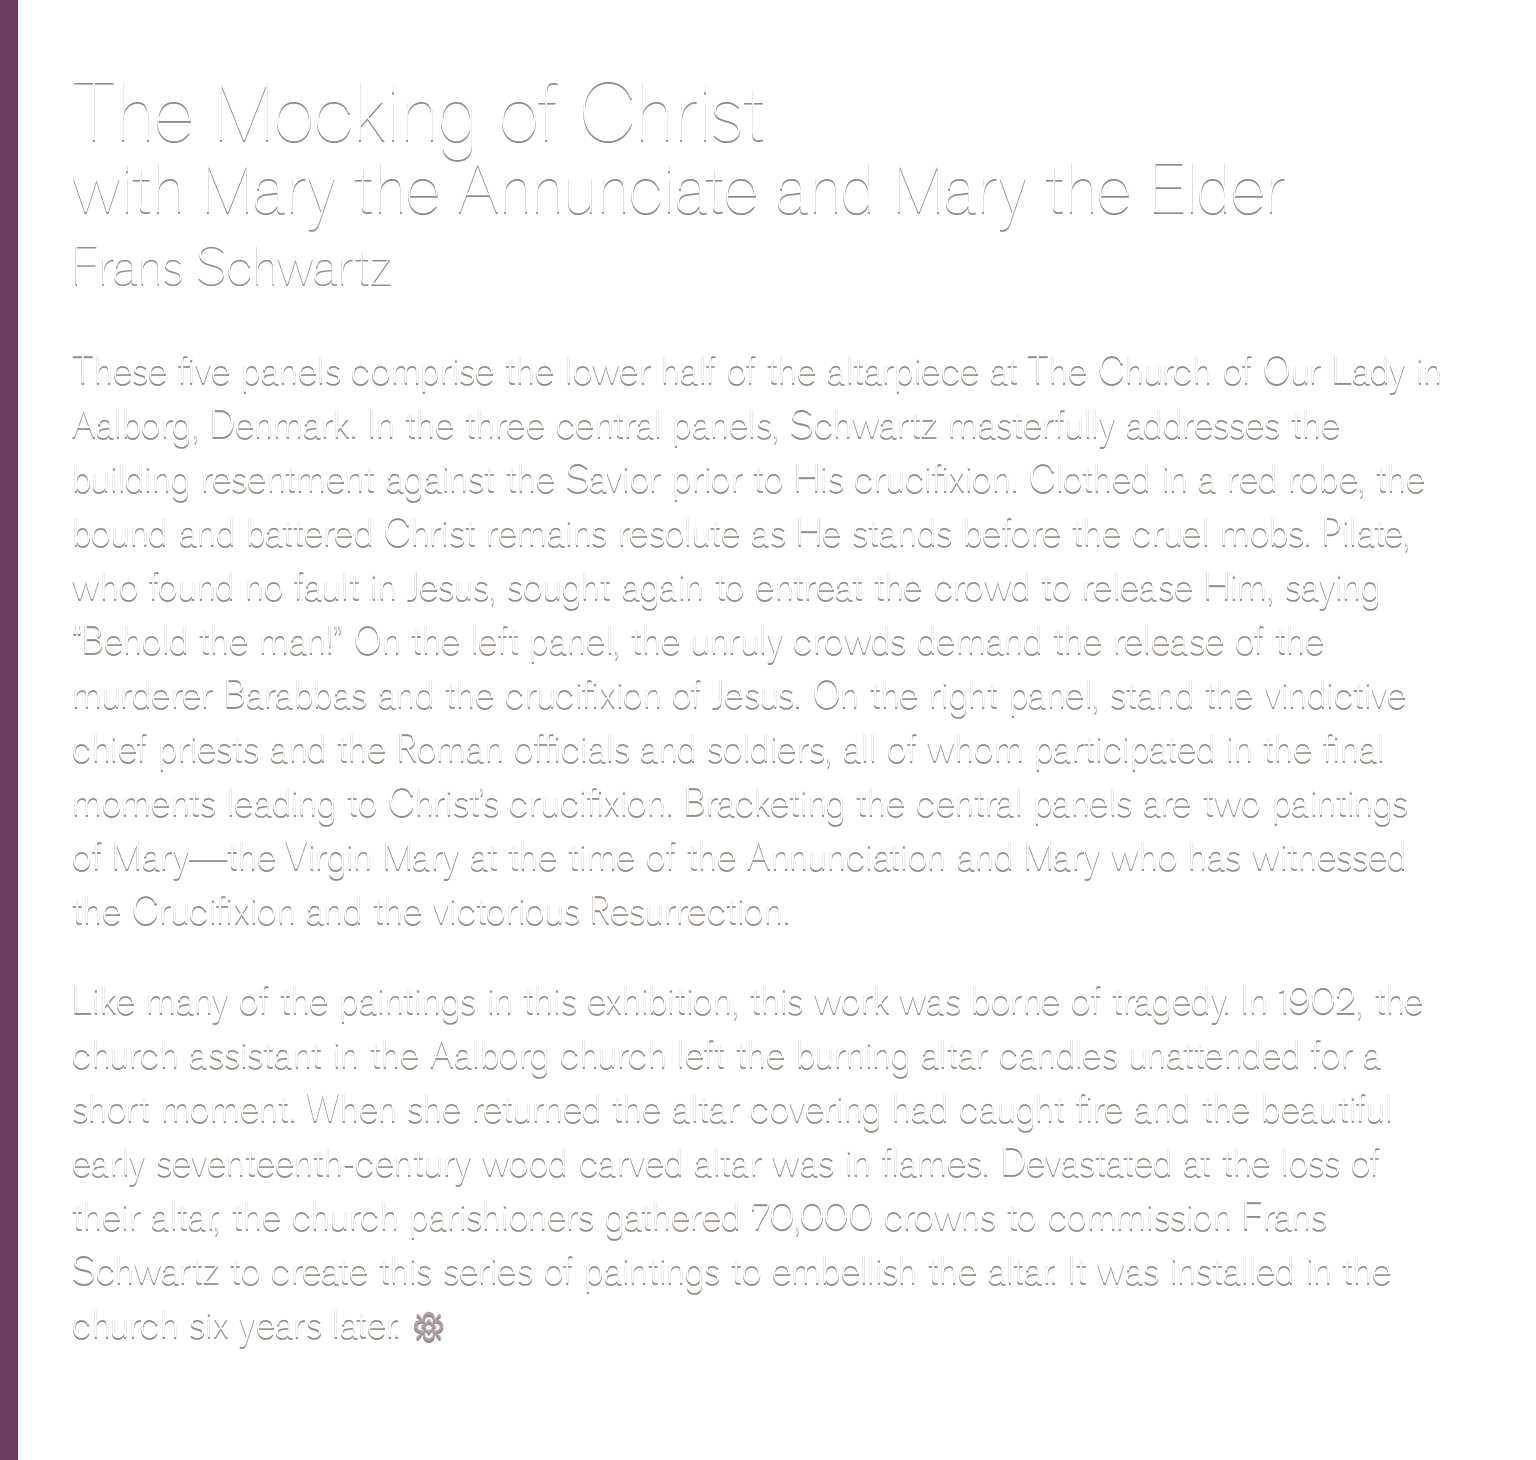 The Mocking of Christ
with Mary the Annunciate and Mary the Elder
Frans Schwartz
These five panels comprise the lower half of the altarpiece at The Church of Our Lady in
Aalborg, Denmark. In the three central panels, Schwartz masterfully addresses the
building resentment against the Savior prior to His crucifixion. Clothed in a red robe, the
bound and battered Christ remains resolute as He stands before the cruel mobs. Pilate,
who found no fault in Jesus, sought again to entreat the crowd to release Him, saying
“Behold the man!” On the left panel, the unruly crowds demand the release of the
murderer Barabbas and the crucifixion of Jesus. On the right panel, stand the vindictive
chief priests and the Roman officials and soldiers, all of whom participated in the final
moments leading to Christ’s crucifixion. Bracketing the central panels are two paintings
of Mary—the Virgin Mary at the time of the Annunciation and Mary who has witnessed
the Crucifixion and the victorious Resurrection.
Like many of the paintings in this exhibition, this work was borne of tragedy. In 1902, the
church assistant in the Aalborg church left the burning altar candles unattended for a
short moment. When she returned the altar covering had caught fire and the beautiful
early seventeenth-century wood carved altar was in flames. Devastated at the loss of
their altar, the church parishioners gathered 70,000 crowns to commission Frans
Schwartz to create this series of paintings to embellish the altar. It was installed in the
church six years later.